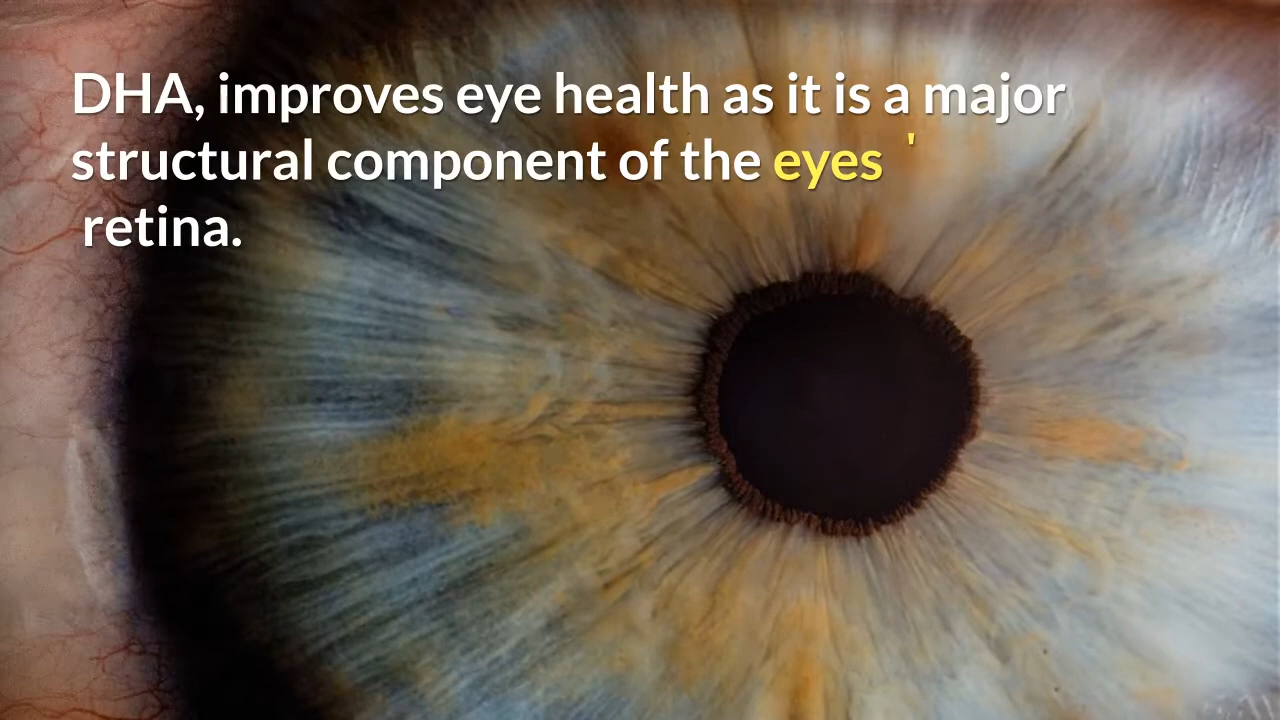 DHA, improves eye health as it is a major
structural component of the eyes '
retina.